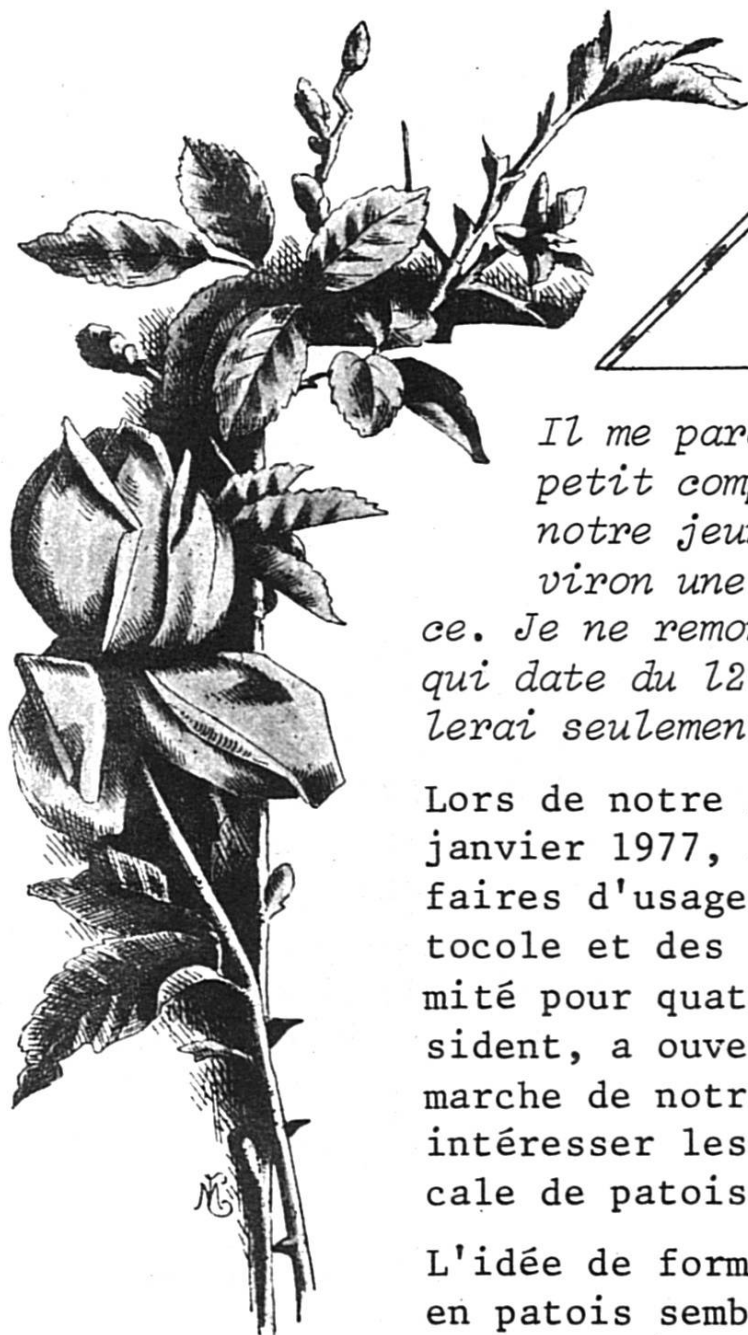 Il me par
petit com
notre jeu
viron une
ce. Je ne remo
qui date du 12
lerai seulemen
Lors de notre
janvier 1977,
faires d'usage
tocole et des
mité pour quat
sident, a ouve
marche de notr
intéresser les
cale de patois
L'idée de form
en patois semb